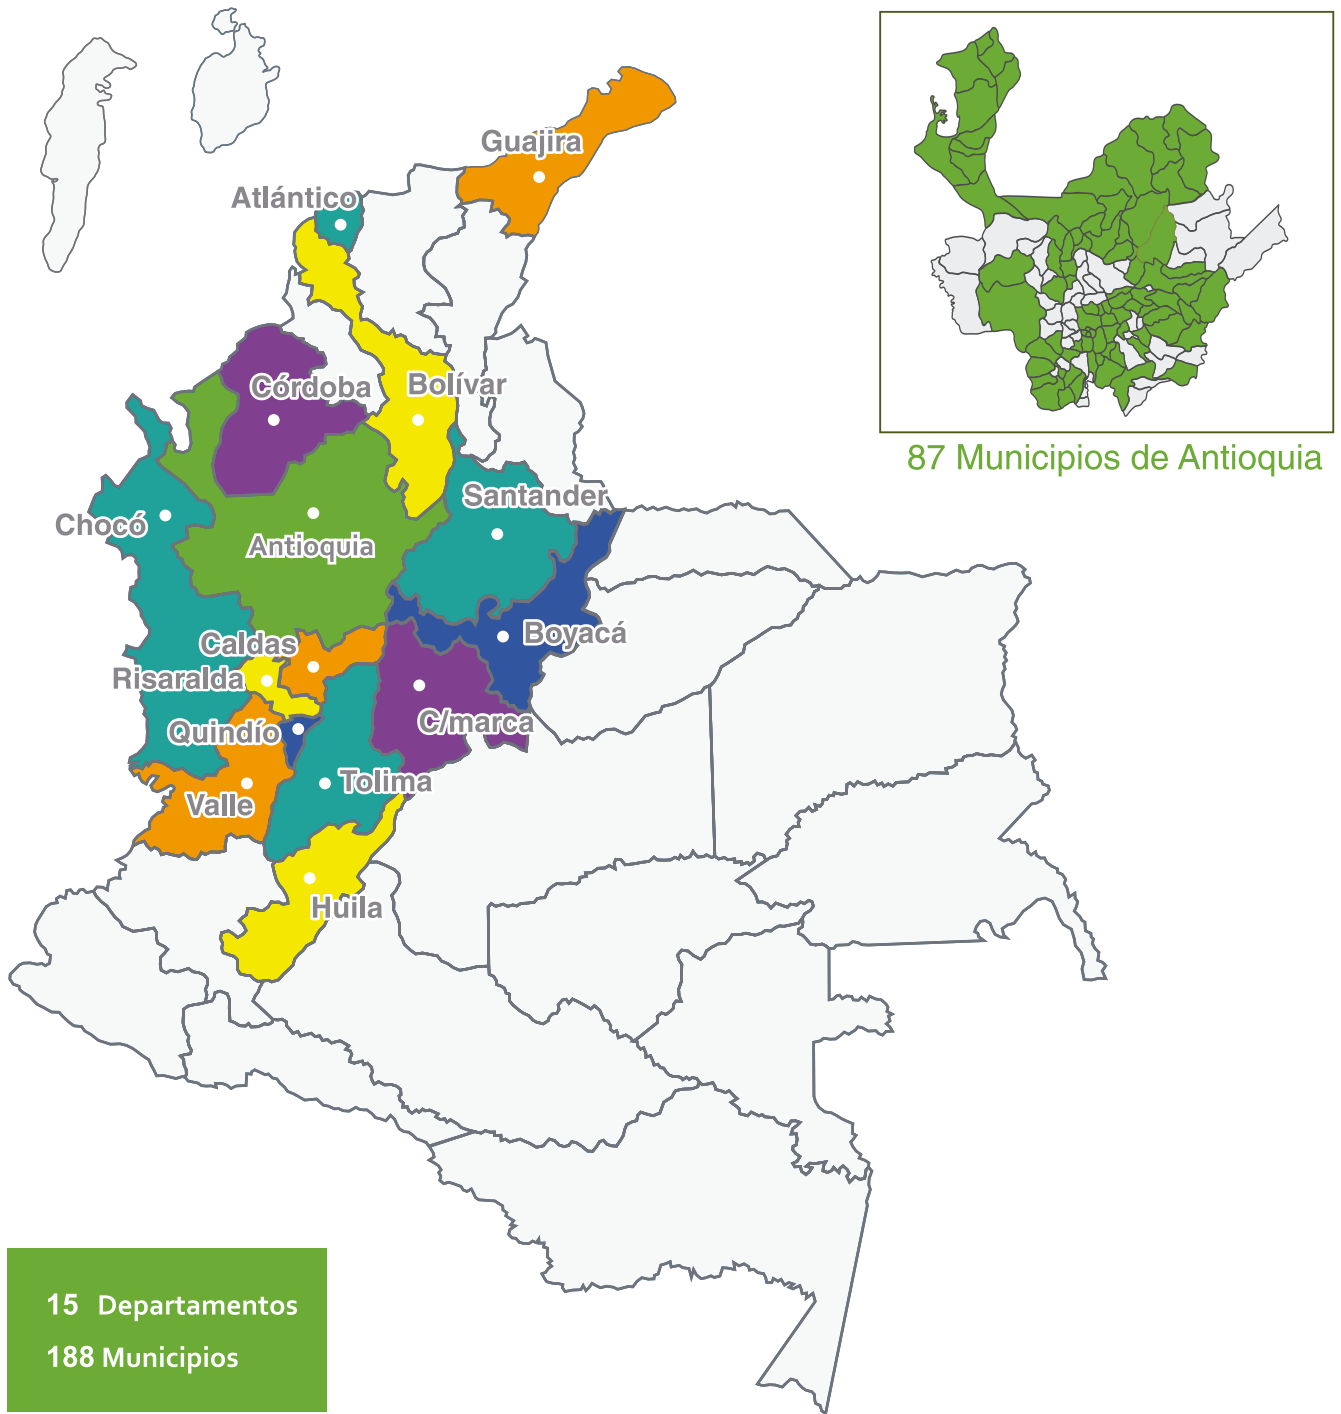 Guajira
Atlántico
Córdoba
Bolívar
87 Municipios de Antioquia
Santander
Chocó
Antioquia
Boyacá
Caldas
Risaralda
C/marca
Quindío
Tolima
Valle
Huila
15 Departamentos
188 Municipios